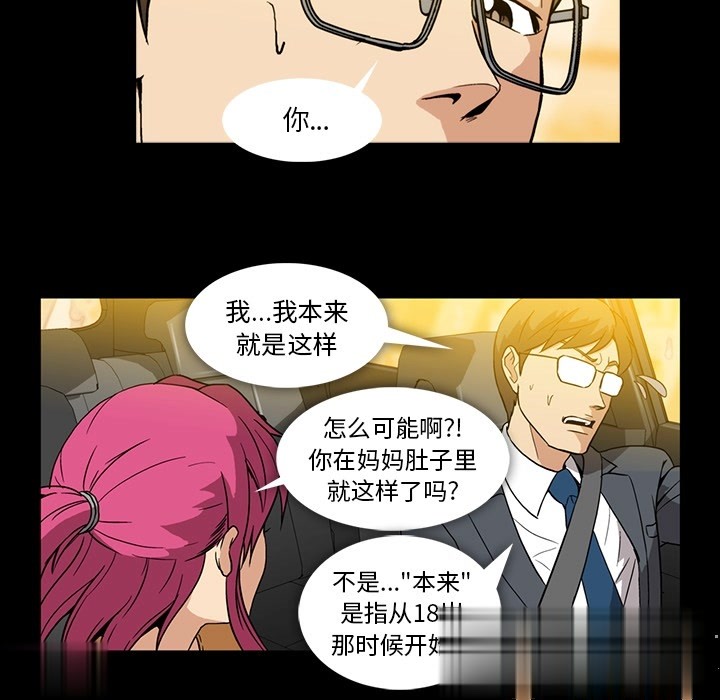 你...
我...我本来
就是这样
怎么可能啊?!
你在妈妈肚子里
就这样了吗?
不是..."本来"
是指从18
那时候开